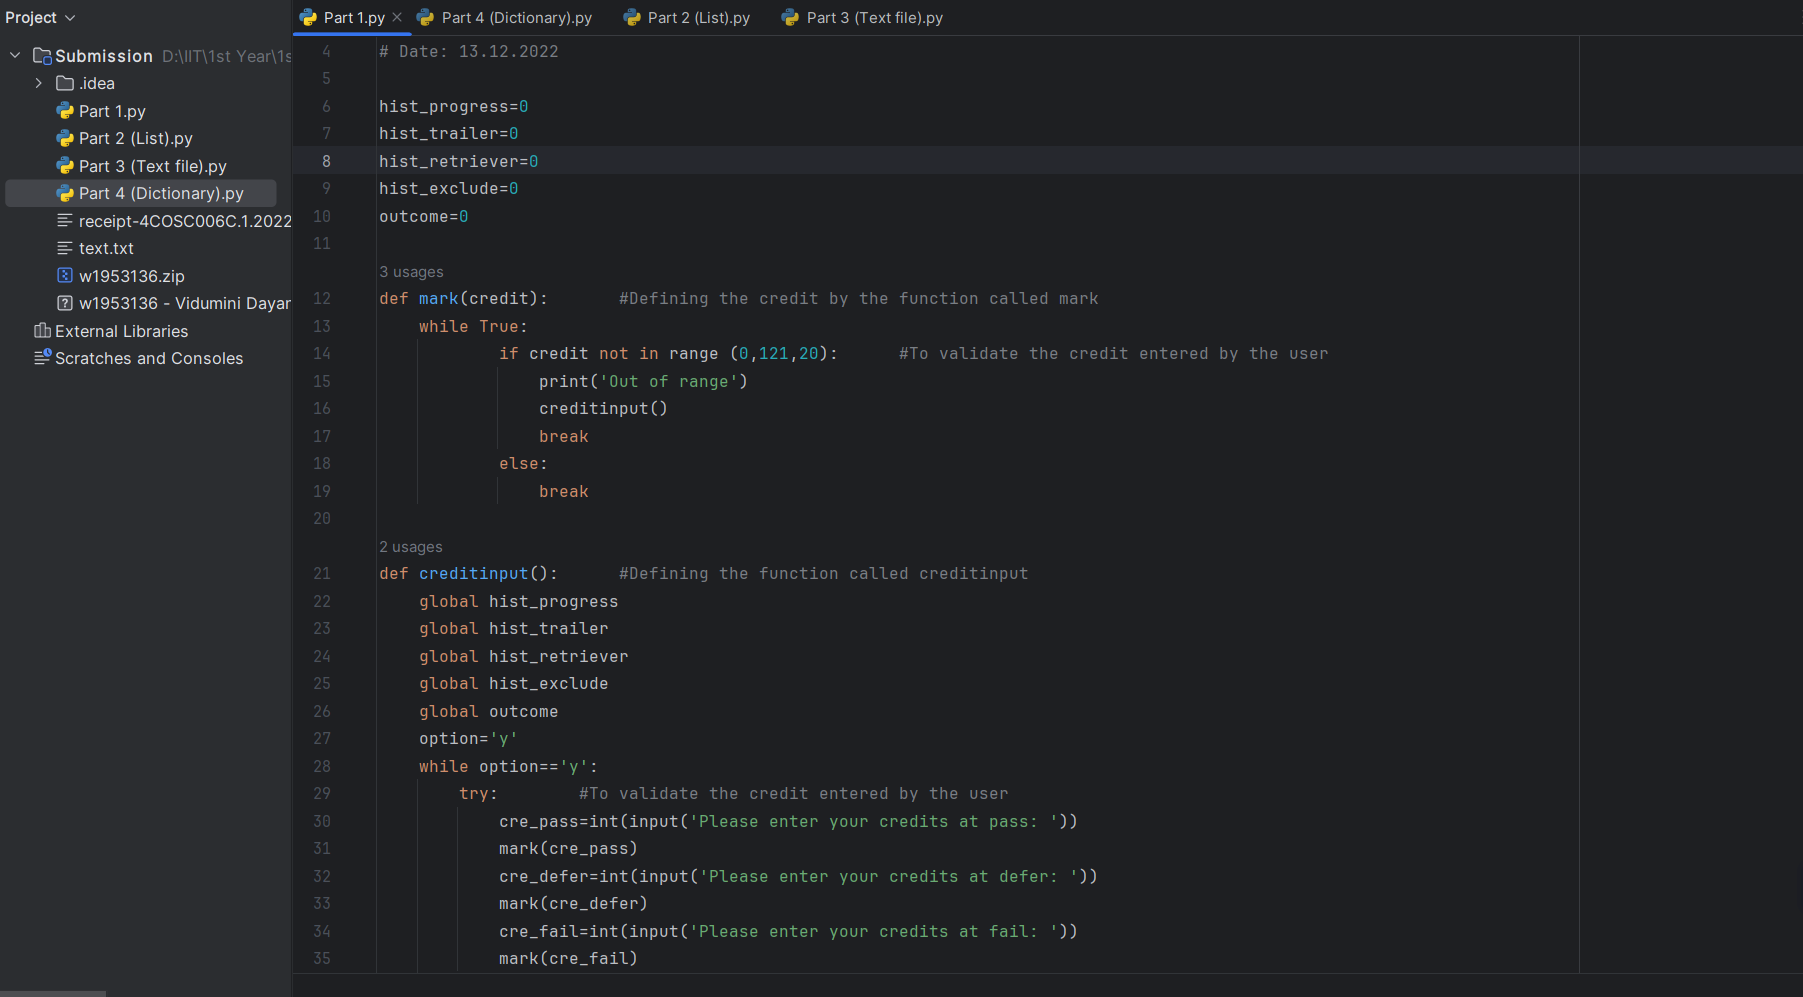 Project
Submission D:\IIT\1st Year\1s
.idea
Part 1.py
Part 2 (List).py
Part 3 (Text file).py
Part 4 (Dictionary).py
receipt-4COSC006C.1.2022
text.txt
w1953136.zip
w1953136 - Vidumini Dayar
External Libraries
Scratches and Consoles
Part 1.py Part 4 (Dictionary).py Part 2 (List).py Part 3 (Text file).py
4 # Date: 13.12.2022
5
6 hist_progress=0
7 hist_trailer=0
8 hist_retriever=0
9 hist_exclude=0
10 outcome=0
11
3 usages
12 def mark(credit): #Defining the credit by the function called mark
13 while True:
14 if credit not in range (0,121,20): #To validate the credit entered by the user
15 print('Out of range')
16 creditinput()
17 break
18 else:
19 break
20
2 usages
21 def creditinput(): #Defining the function called creditinput
22 global hist_progress
23 global hist_trailer
24 global hist_retriever
25 global hist_exclude
26 global outcome
27 option='y'
28 while option=='y':
29 try: #To validate the credit entered by the user
30 cre_pass=int(input('Please enter your credits at pass: '))
31 mark(cre_pass)
32 cre_defer=int(input('Please enter your credits at defer: '))
33 mark(cre_defer)
34 cre_fail=int(input('Please enter your credits at fail: '))
35 mark(cre_fail)